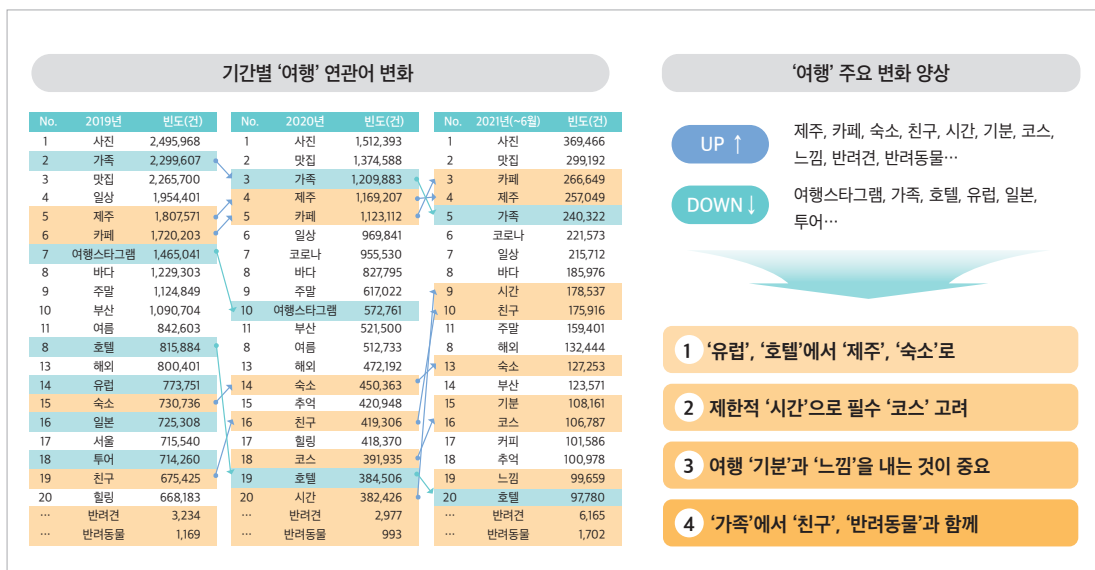 기간별 '여행' 연관어 변화
No. 2019년 빈도(건)
1 사진 2,495,968
2 가족 2,299,607
3 맛집 2,265,700
4 일상 1,954,401
5 제주 1,807,571
6 카페 1,720,203
7 여행스타그램 1,465,041
8 바다 1,229,303
9 주말 1,124,849
10 부산 1,090,704
11 여름 842,603
8 호텔 815,884
13 해외 800,401
14 유럽 773,751
15 숙소 730,736
16 일본 725,308
17 서울 715,540
18 투어 714,260
19 친구 675,425
20 힐링 668,183
… 반려견 3,234
… 반려동물 1,169
No. 2020년 빈도(건)
1 사진 1,512,393
2 맛집 1,374,588
3 가족 1,209,883
4 제주 1,169,207
5 카페 1,123,112
6 일상 969,841
7 코로나 955,530
8 바다 827,795
9 주말 617,022
10 여행스타그램 572,761
11 부산 521,500
8 여름 512,733
13 해외 472,192
14 숙소 450,363
15 추억 420,948
16 친구 419,306
17 힐링 418,370
18 코스 391,935
19 호텔 384,506
20 시간 382,426
… 반려견 2,977
… 반려동물 993
No. 2021년(~6월) 빈도(건)
1 사진 369,466
2 맛집 299,192
3 카페 266,649
4 제주 257,049
5 가족 240,322
6 코로나 221,573
7 일상 215,712
8 바다 185,976
9 시간 178,537
10 친구 175,916
11 주말 159,401
8 해외 132,444
13 숙소 127,253
14 부산 123,571
15 기분 108,161
16 코스 106,787
17 커피 101,586
18 추억 100,978
19 느낌 99,659
20 호텔 97,780
… 반려견 6,165
… 반려동물 1,702
'여행' 주요 변화 양상
UP ↑
제주, 카페, 숙소, 친구, 시간, 기분, 코스,
느낌, 반려견, 반려동물…
DOWN ↓
여행스타그램, 가족, 호텔, 유럽, 일본,
투어…
1 '유럽', '호텔'에서 '제주', '숙소'로
2 제한적 '시간'으로 필수 '코스' 고려
3 여행 '기분'과 '느낌'을 내는 것이 중요
4 '가족'에서 '친구', '반려동물'과 함께